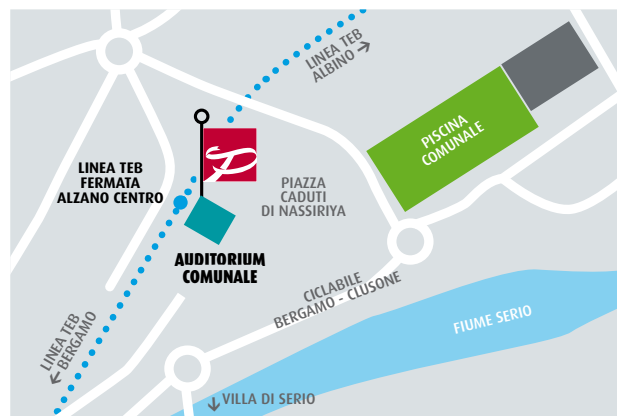 LINEA TEB
ALBINO →
PISCINA
COMUNALE
LINEA TEB
FERMATA
ALZANO CENTRO
PIAZZA
CADUTI
DI NASSIRIYA
AUDITORIUM
COMUNALE
CICLABILE
BERGAMO - CLUSONE
FIUME SERIO
LINEA TEB
← BERGAMO
↓ VILLA DI SERIO